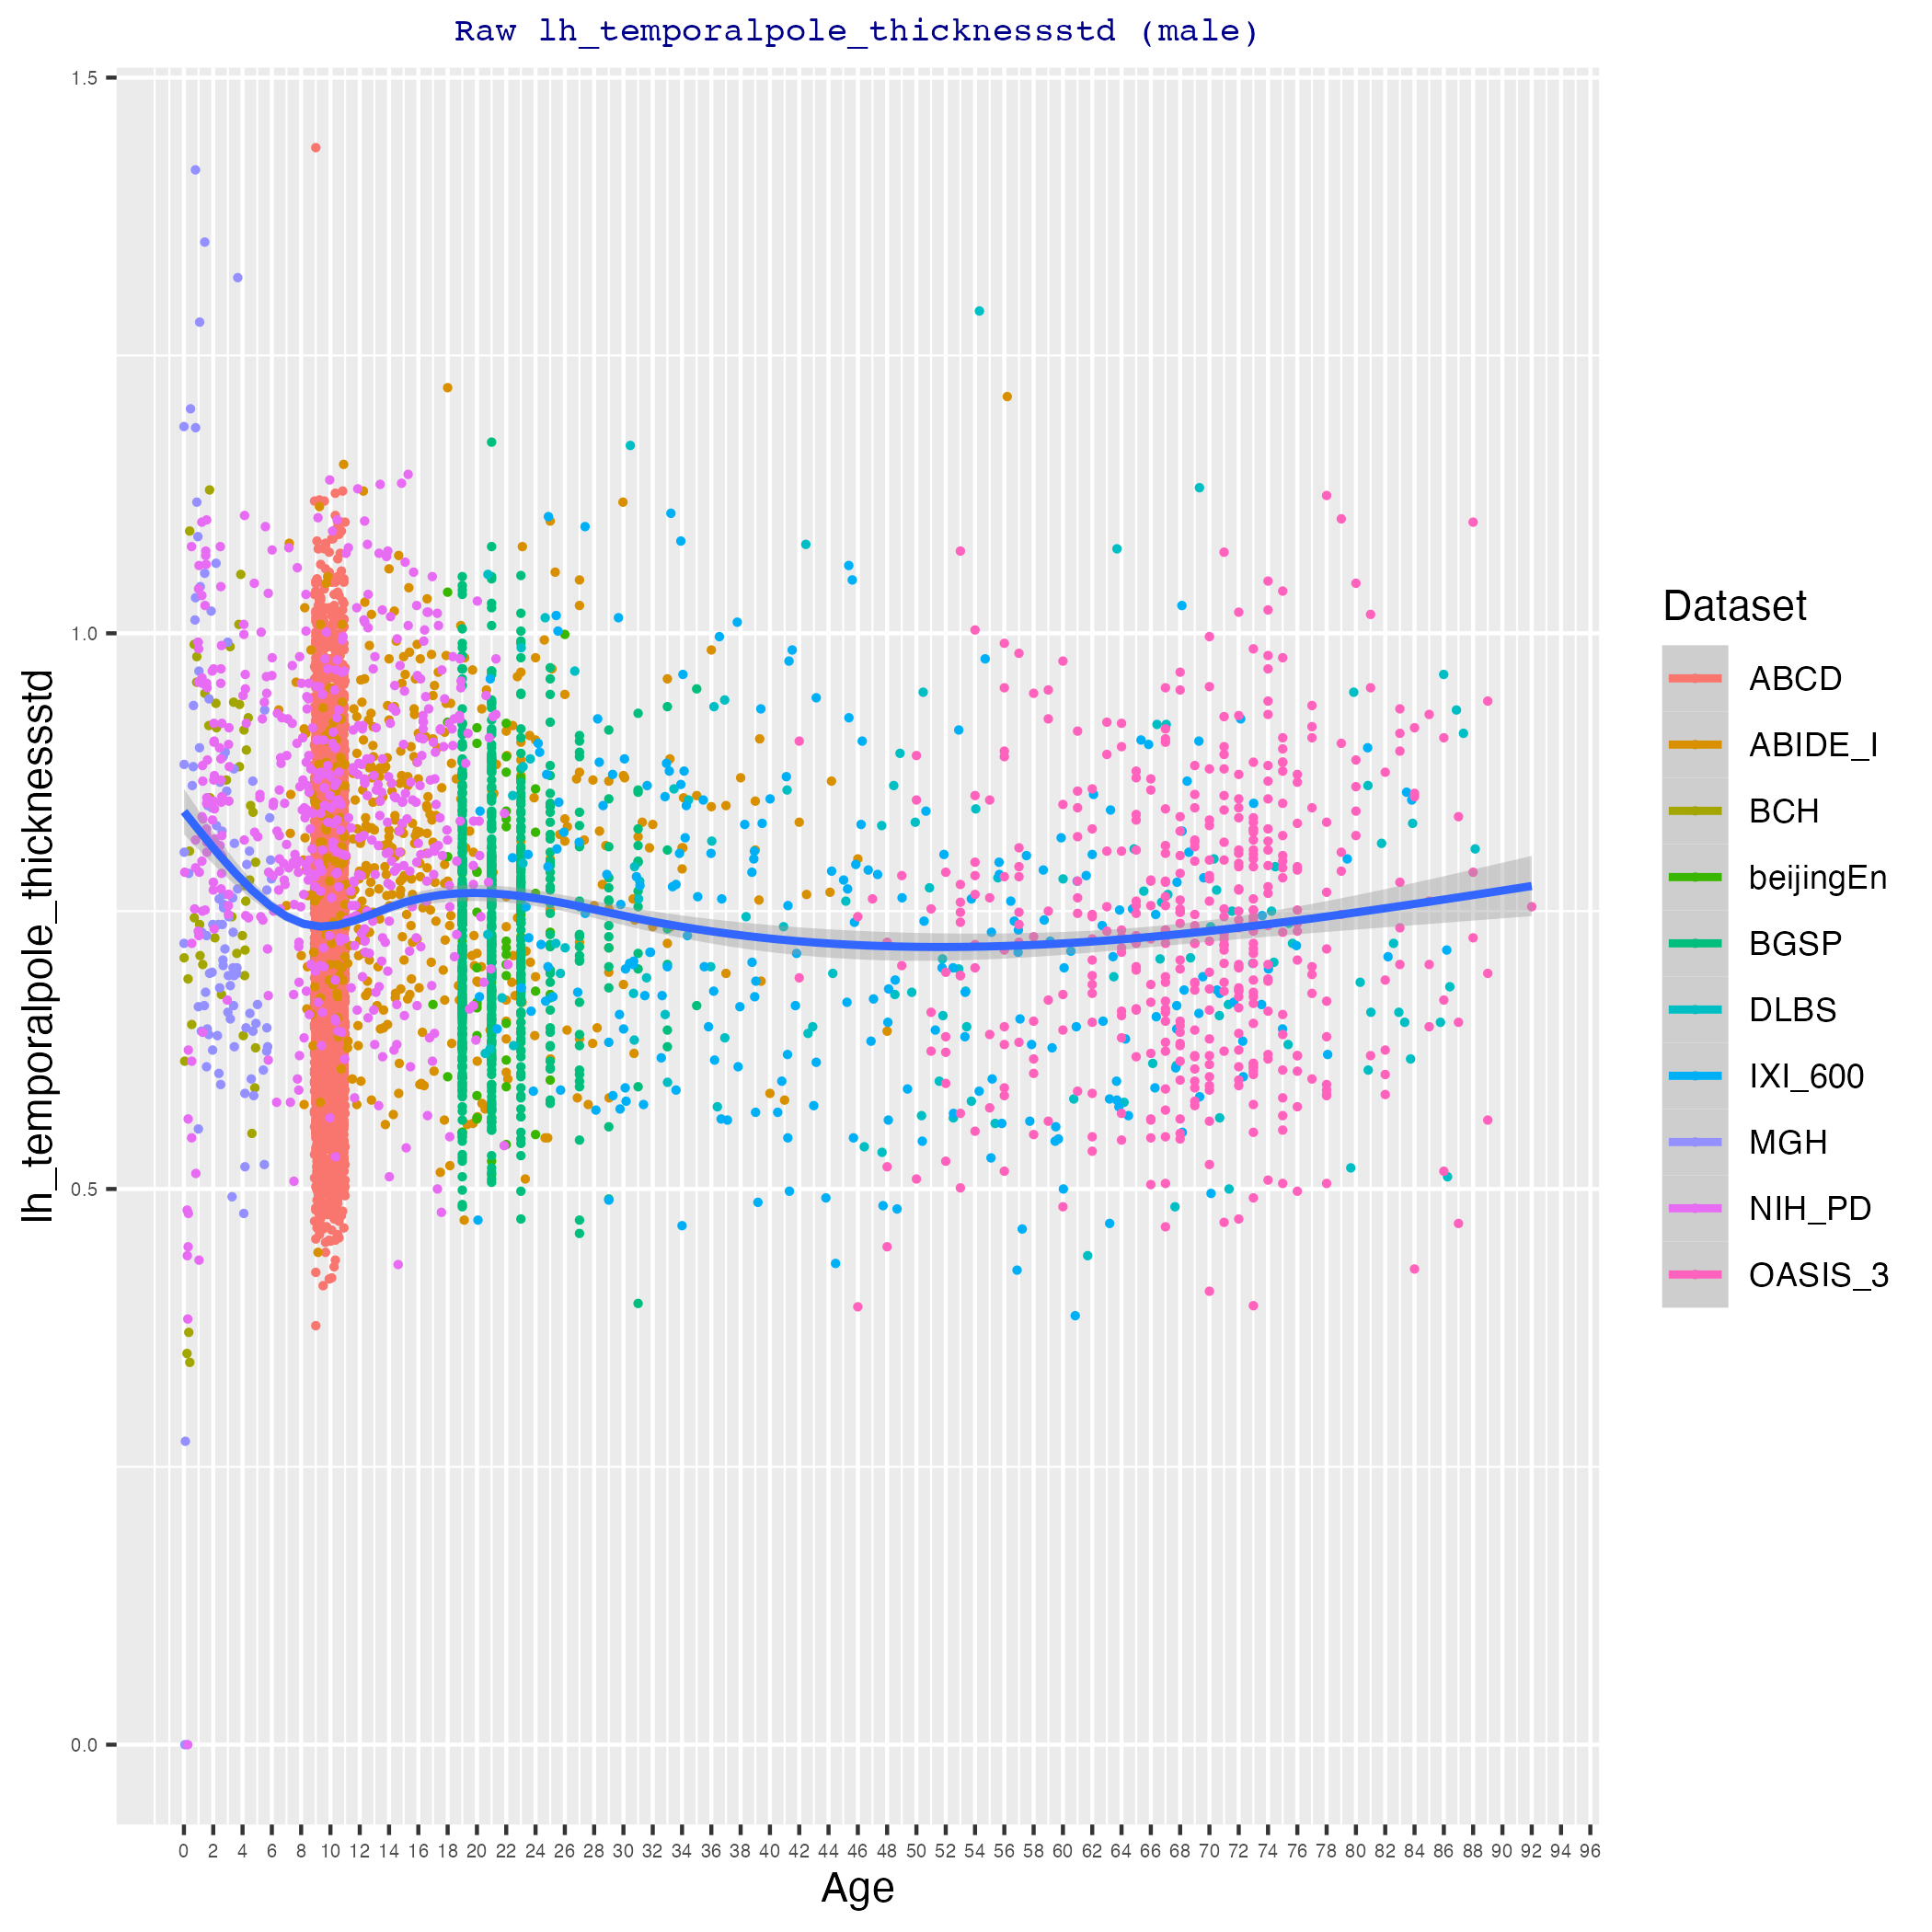 Raw lh_temporalpole_thicknessstd (male)
lh_temporalpole_thicknessstd
1.5
1.0
0.5
0.0
0 2 4 6 8 10 12 14 16 18 20 22 24 26 28 30 32 34 36 38 40 42 44 46 48 50 52 54 56 58 60 62 64 66 68 70 72 74 76 78 80 82 84 86 88 90 92 94 96
Age
Dataset
ABCD
ABIDE_I
BCH
beijingEn
BGSP
DLBS
IXI_600
MGH
NIH_PD
OASIS_3